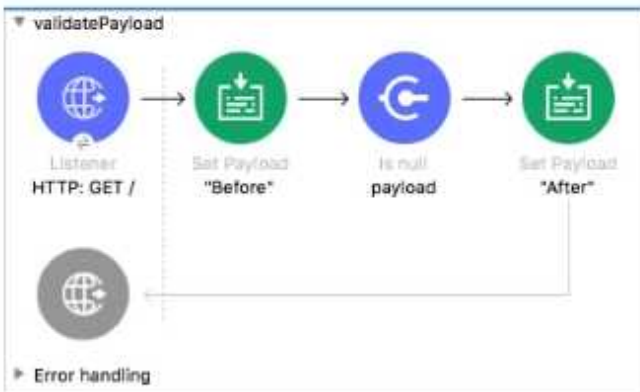 validatePayload
Listener
HTTP: GET /
Set Payload
"Before"
Is null
payload
Set Payload
"After"
Error handling